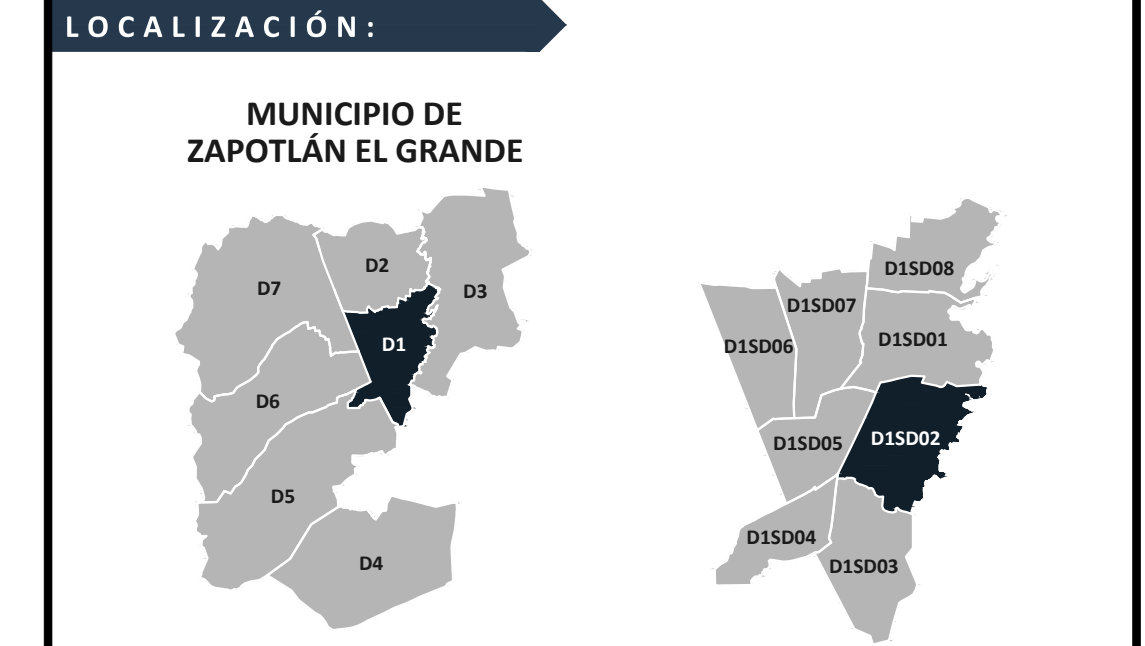 LOCALIZACIÓN:
MUNICIPIO DE
ZAPOTLÁN EL GRANDE
D7
D2
D3
D1
D6
D5
D4
D1SD08
D1SD07
D1SD01
D1SD06
D1SD02
D1SD05
D1SD04
D1SD03